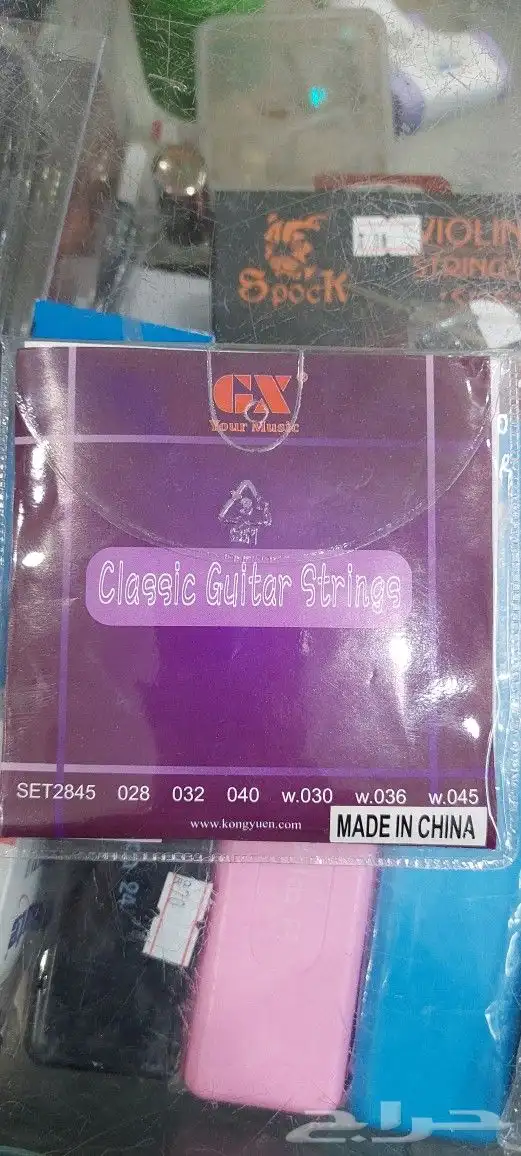 VIOLIN
STRINGS
Spock
GX®
Your Music
Classic Guitar Strings
SET2845 028 032 040 w.030 w.036 w.045
www.kongyuen.com
MADE IN CHINA
24
حراج